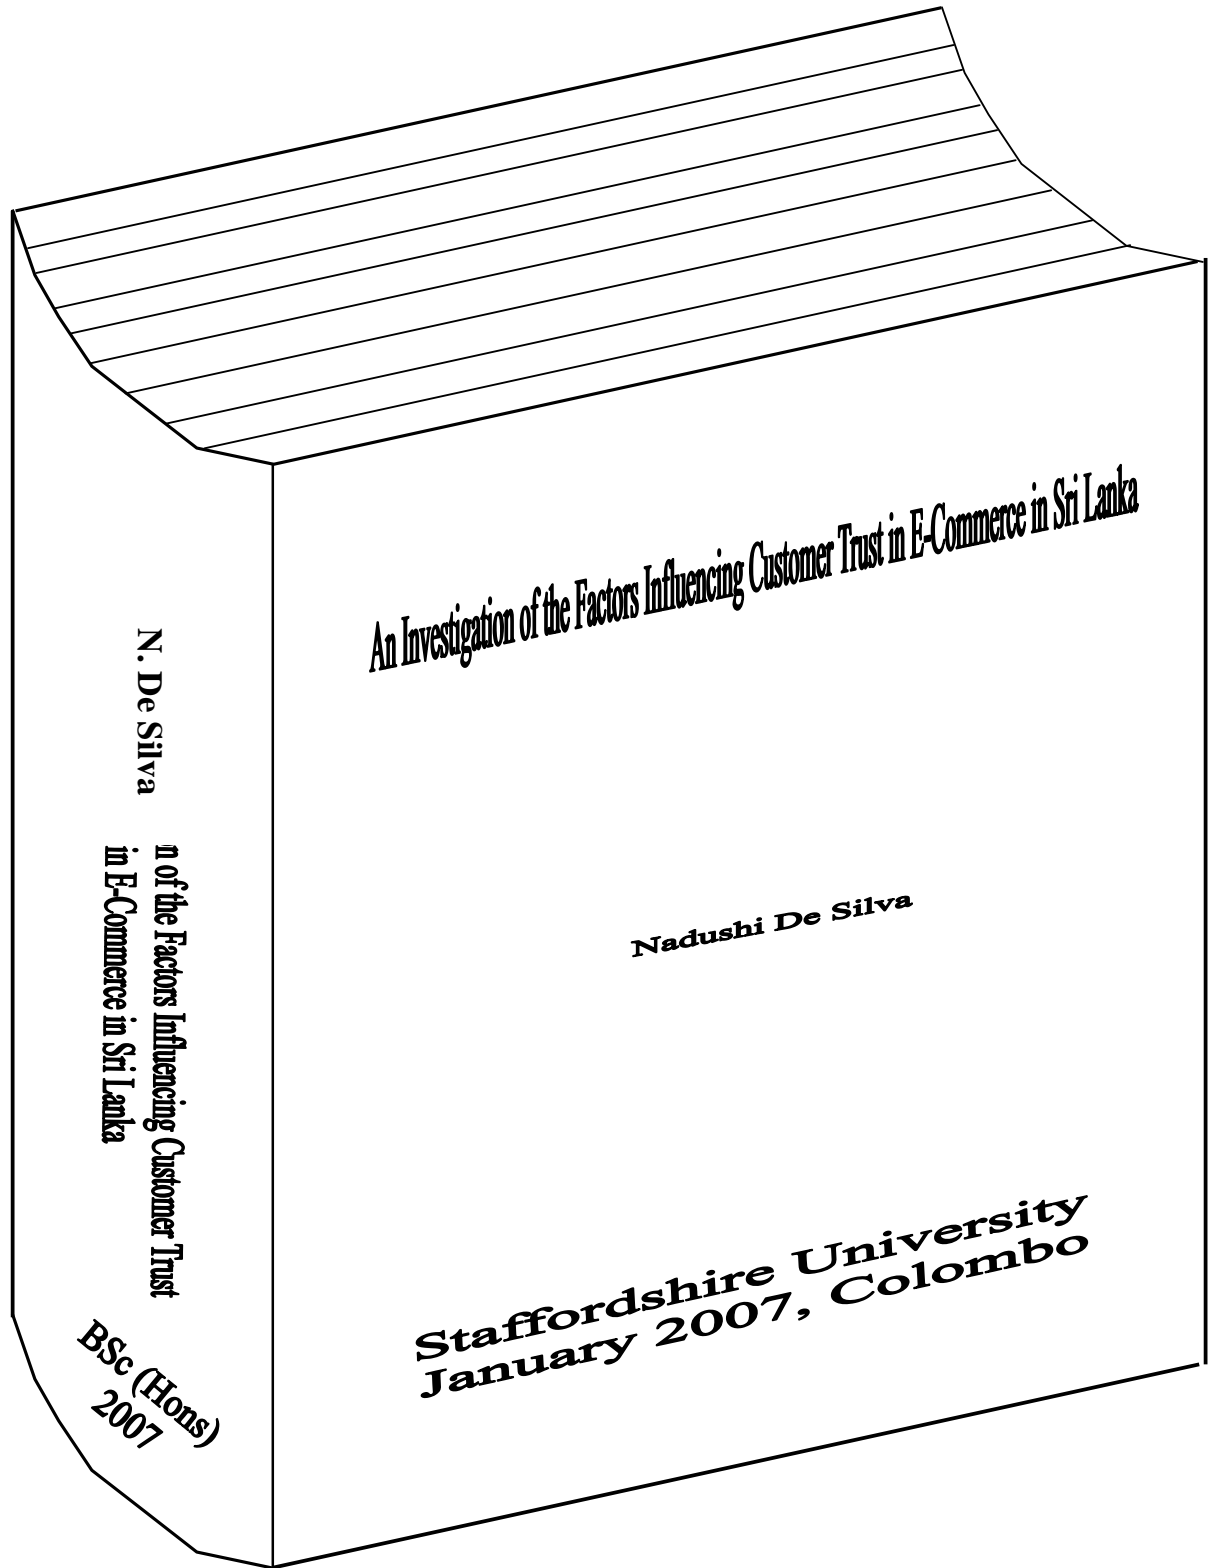 An Investigation of the Factors Influencing Customer Trust in E-Commerce in Sri Lanka
Nadushi De Silva
Staffordshire University
January 2007, Colombo
N. De Silva
n of the Factors Influencing Customer Trust
in E-Commerce in Sri Lanka
BSc (Hons)
2007